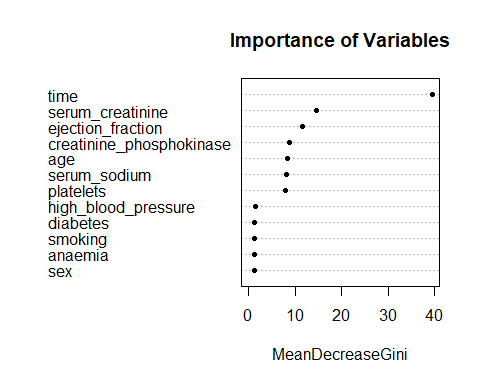 Importance of Variables
time
serum_creatinine
ejection_fraction
creatinine_phosphokinase
age
serum_sodium
platelets
high_blood_pressure
diabetes
smoking
anaemia
sex
0 10 20 30 40
MeanDecreaseGini